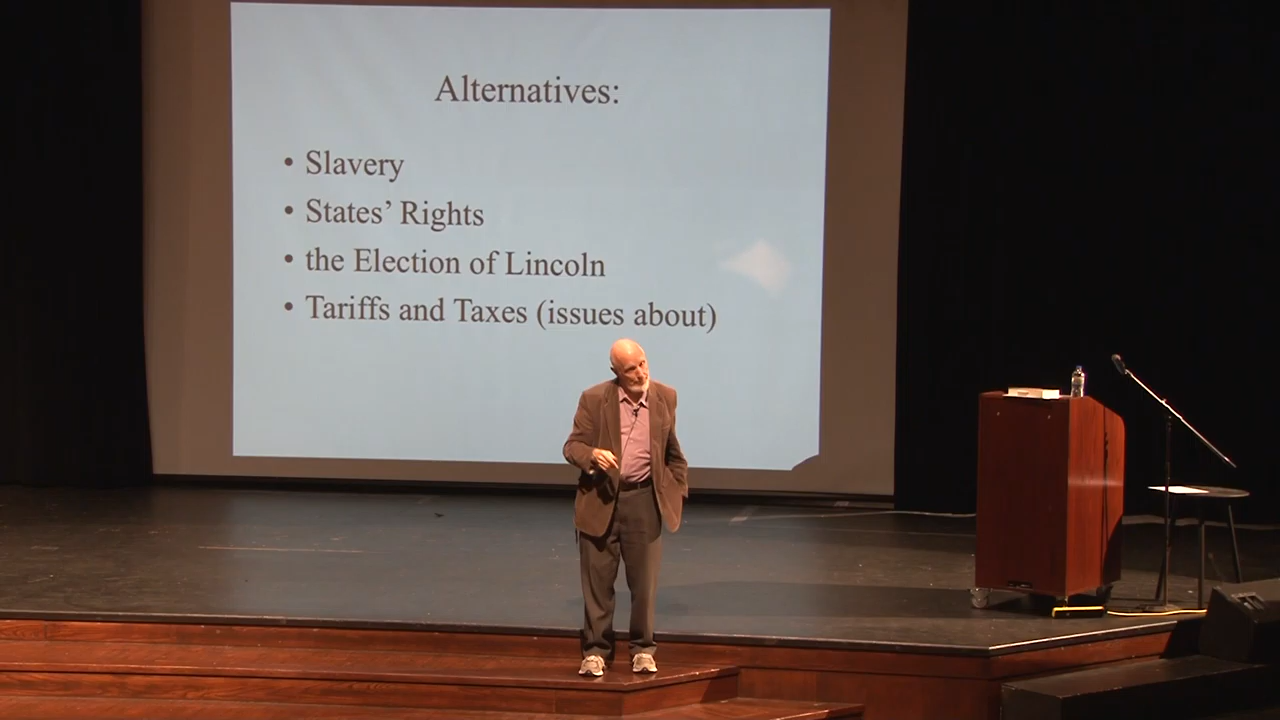 Alternatives:
• Slavery
• States’ Rights
• the Election of Lincoln
• Tariffs and Taxes (issues about)